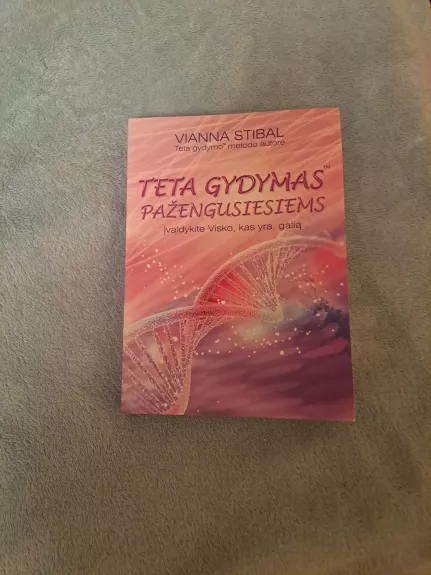 VIANNA STIBAL
Teta gydymo® metodo autorė
TETA GYDYMAS™
PAŽENGUSIESIEMS
Įvaldykite Visko, kas yra, galią